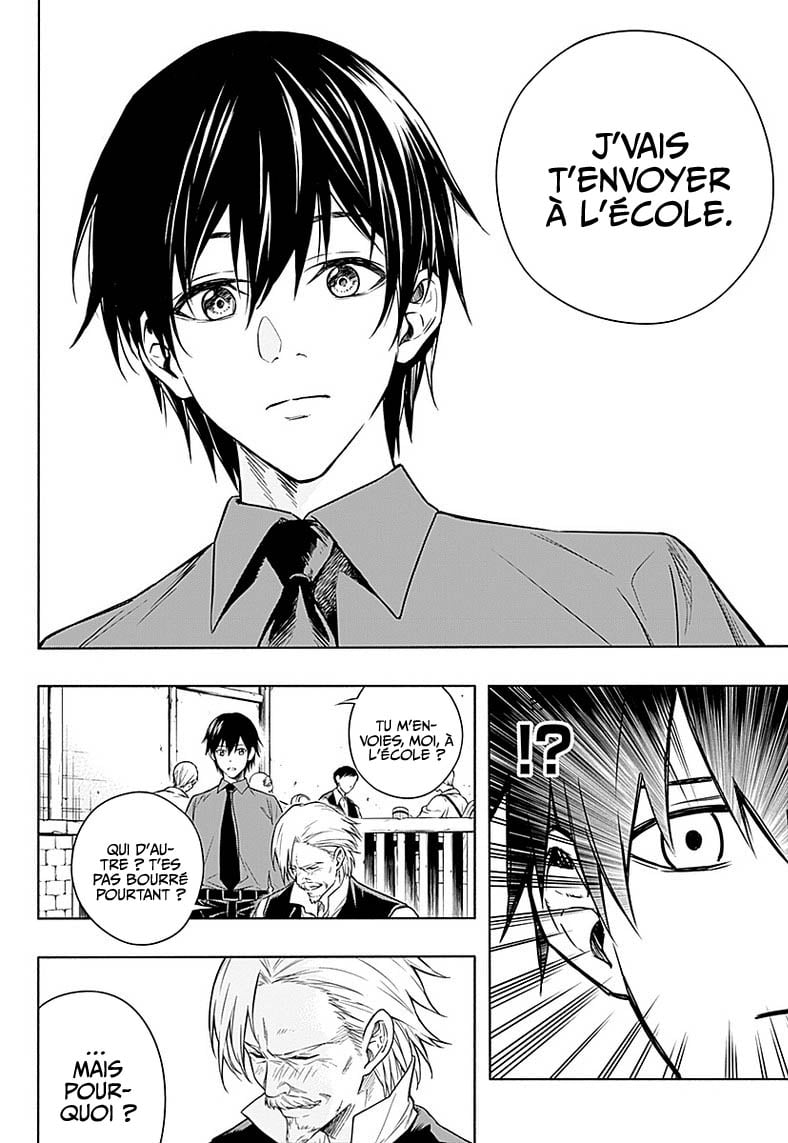 J'VAIS
T'ENVOYER
À L'ÉCOLE.
!?
TU M'EN-
VOIES, MOI, À
L'ÉCOLE ?
QUI D'AU-
TRE ? T'ES
PAS BOURRÉ
POURTANT ?
...
MAIS
POUR-
QUOI ?